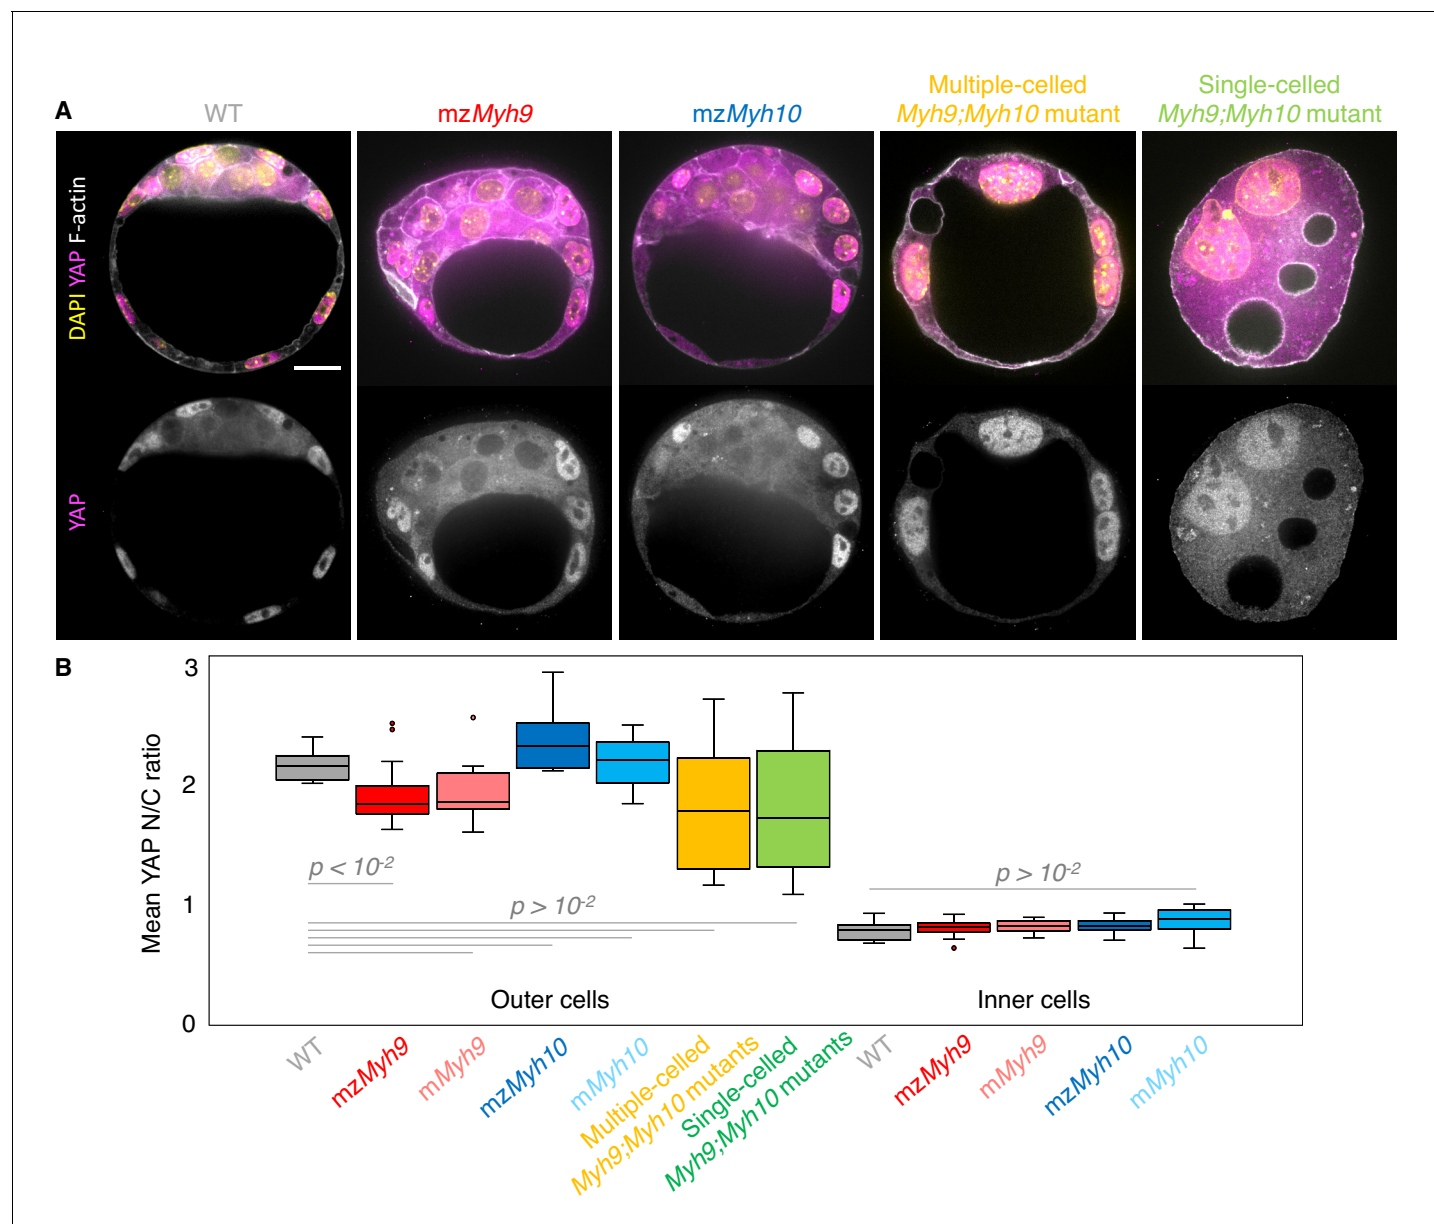 A
WT
mzMyh9
mzMyh10
Multiple-celled
Myh9;Myh10 mutant
Single-celled
Myh9;Myh10 mutant
DAPI YAP F-actin
YAP
B
Mean YAP N/C ratio
3
2
1
0
p < 10-2
p > 10-2
p > 10-2
Outer cells
Inner cells
WT
mzMyh9
mMyh9
mzMyh10
mMyh10
Multiple-celled
Myh9;Myh10 mutants
Single-celled
Myh9;Myh10 mutants
WT
mzMyh9
mMyh9
mzMyh10
mMyh10